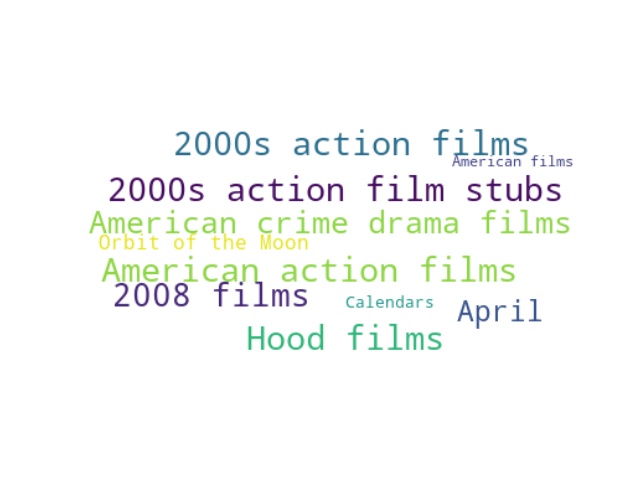 2000s action films
American films
2000s action film stubs
American crime drama films
Orbit of the Moon
American action films
2008 films
Calendars
April
Hood films